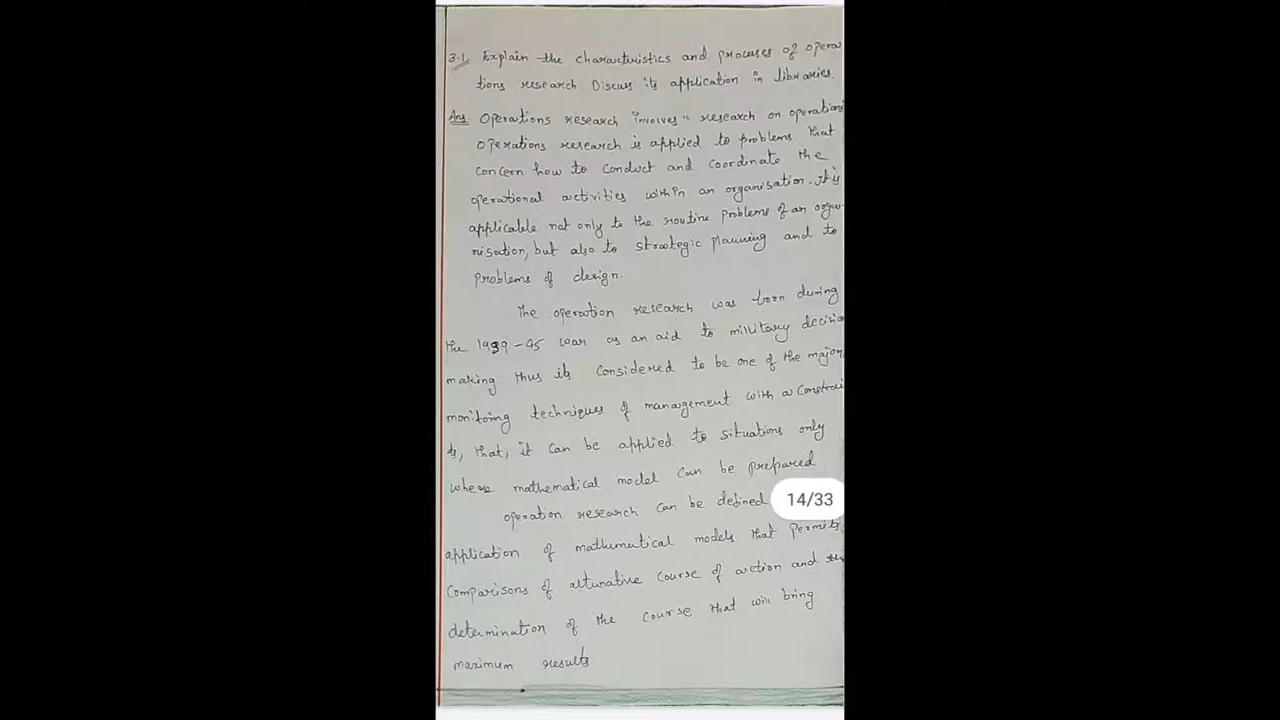 3.1 Explain the characteristics and processes of opera
tions research Discuss its application in libraries.
Ans Operations research involves "research on operations
operations research is applied to problems that
concern how to conduct and coordinate the
operational activities within an organisation. It is
applicable not only to the routine problems of an orga
nisation, but also to strategic planning and to
problems of design.
The operation research was born during
the 1939-45 war as an aid to military decision
making. thus its considered to be one of the major
monitoring techniques of management with a constrai
that, it can be applied to situations only
where mathematical model can be prepared.
operation research can be defined
14/33
application of mathematical models that permits
comparisons of alternative course of action and
determination of the course that will bring
maximum results